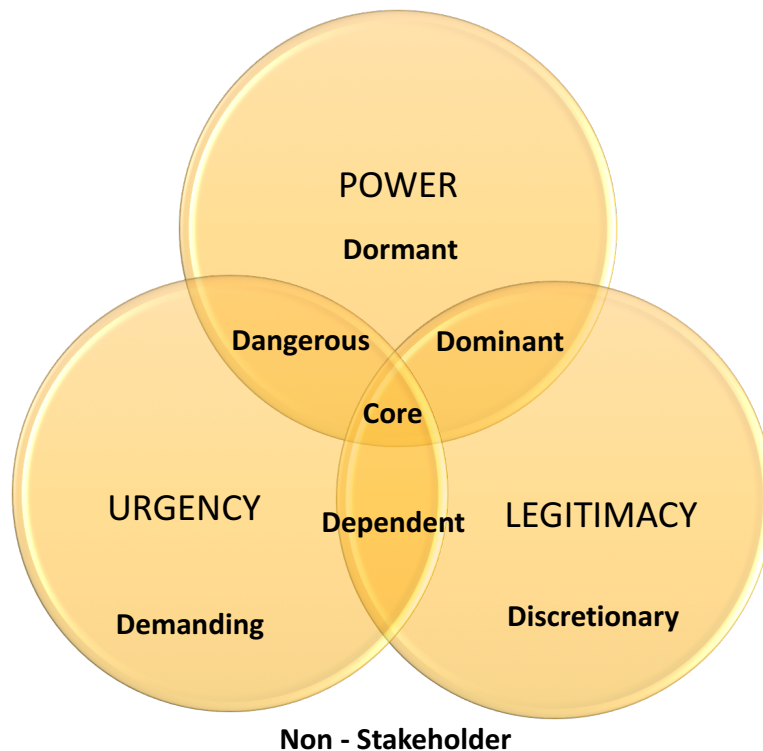 POWER
Dormant
Dangerous
Dominant
Core
URGENCY
Dependent
LEGITIMACY
Demanding
Discretionary
Non - Stakeholder